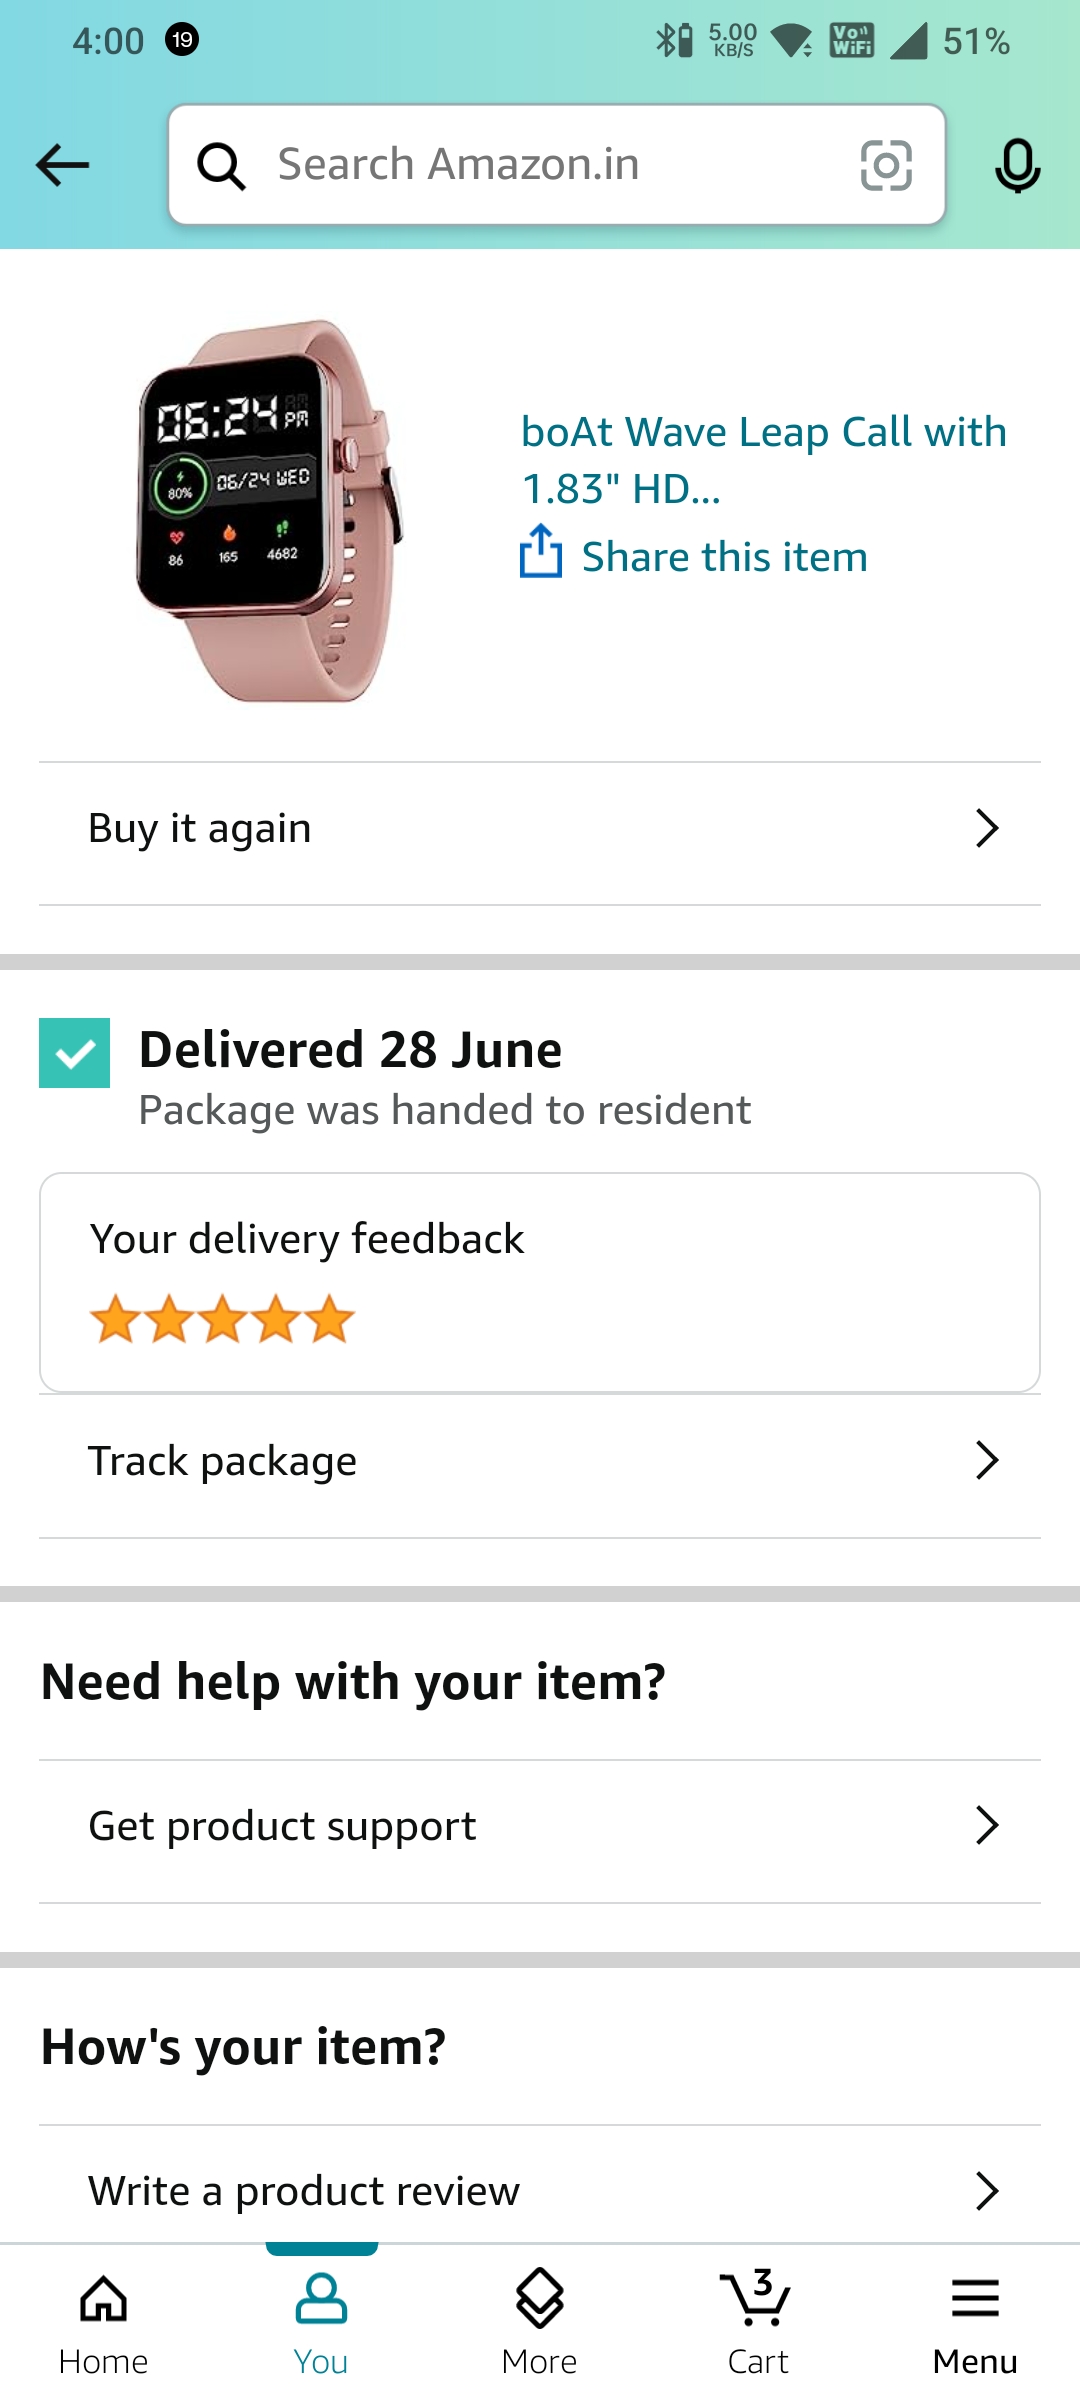 4:00 19 5.00 KB/S Vo WiFi 51%
Search Amazon.in
06:24 AM PM
80% 06/24 WED
86 165 4682
boAt Wave Leap Call with
1.83" HD...
Share this item
Buy it again
Delivered 28 June
Package was handed to resident
Your delivery feedback
Track package
Need help with your item?
Get product support
How's your item?
Write a product review
3
Home You More Cart Menu